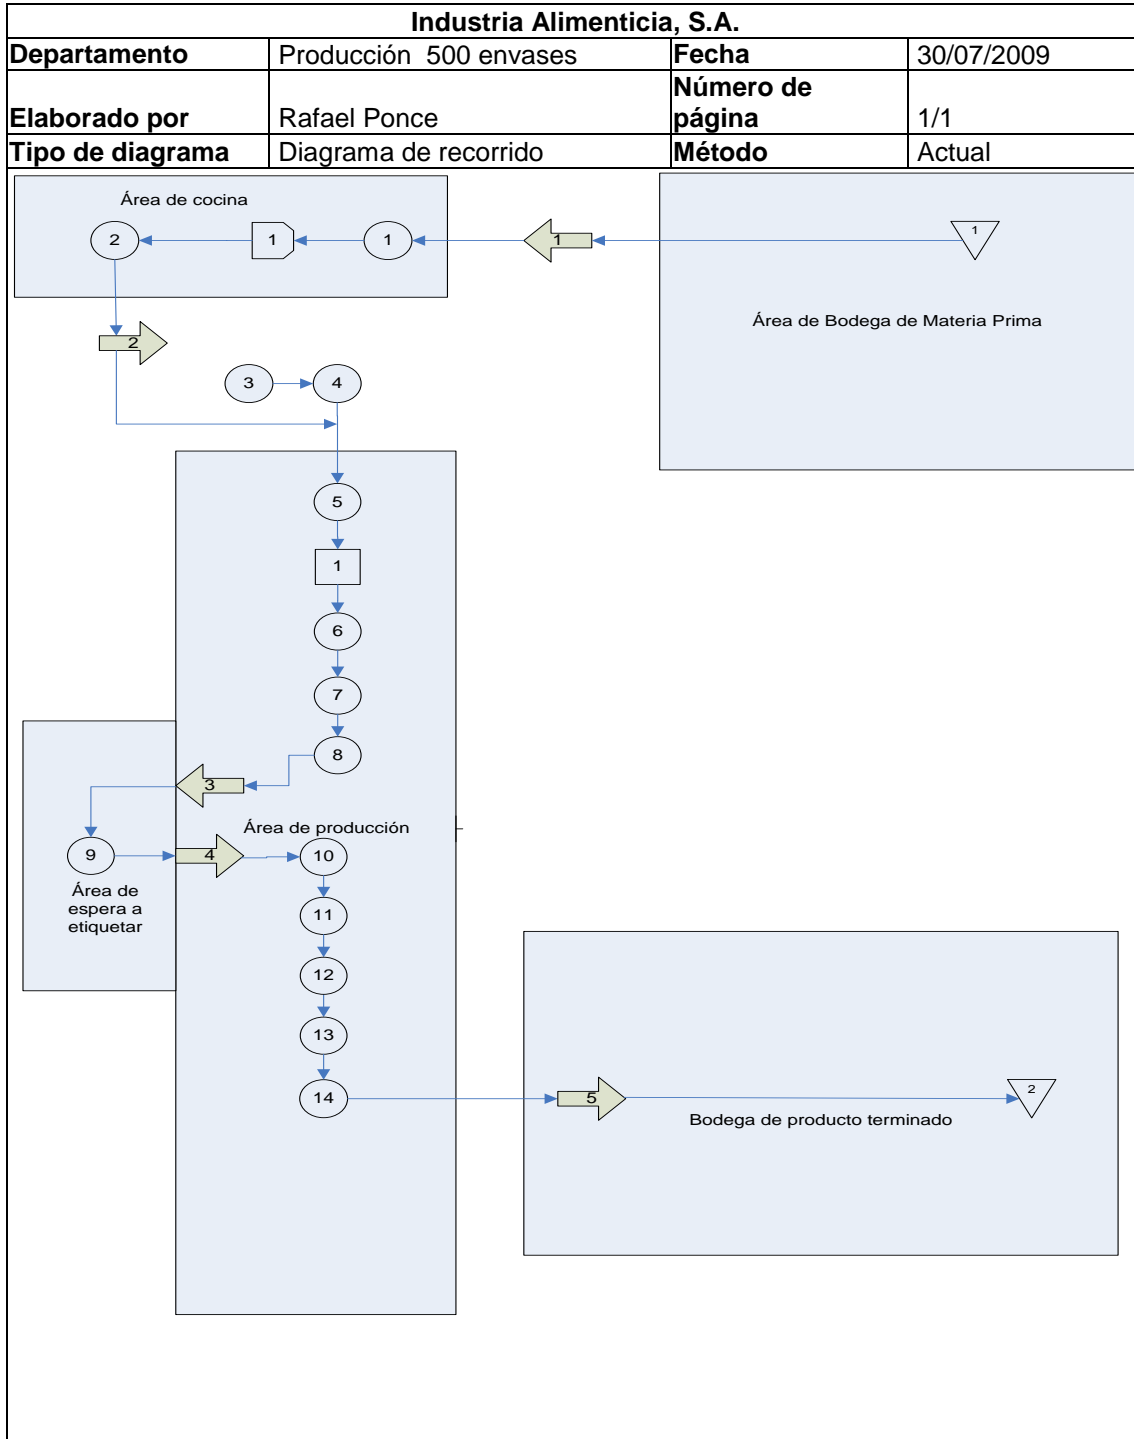 Industria Alimenticia, S.A.
Departamento Producción 500 envases Fecha 30/07/2009
Elaborado por Rafael Ponce Número de página 1/1
Tipo de diagrama Diagrama de recorrido Método Actual
Área de cocina
2 1 1 1 1
Área de Bodega de Materia Prima
2
3 4
5
1
6
7
8
3
Área de producción
9 4 10
Área de
espera a
etiquetar
11
12
13
14 5 2
Bodega de producto terminado